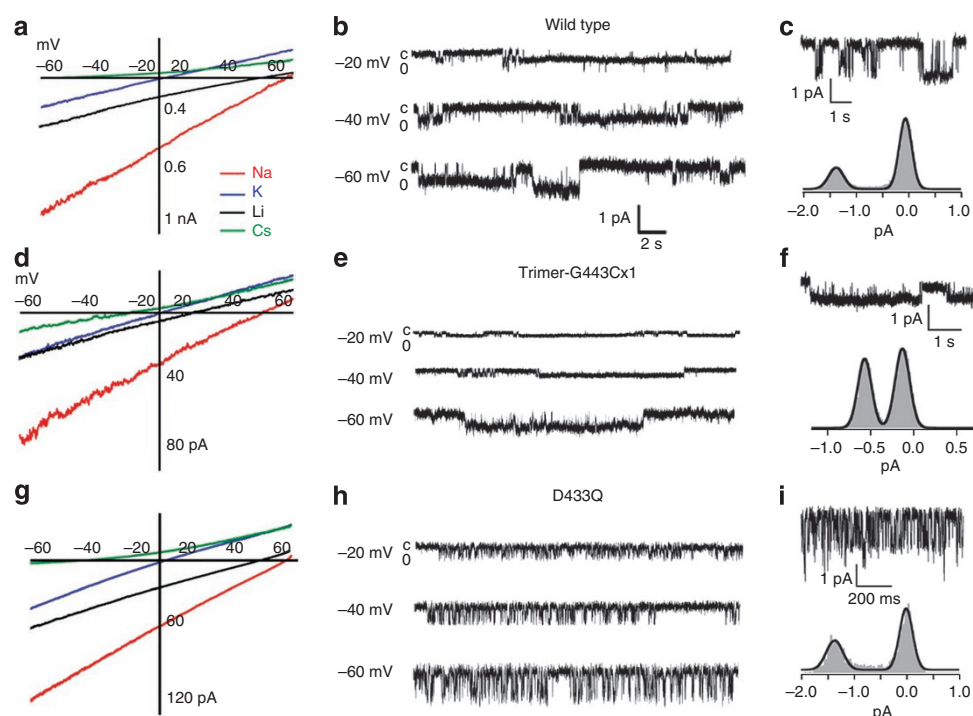 a
mV
−60 −20 20 60
0.4
0.6
1 nA
Na
K
Li
Cs
b
Wild type
−20 mV
c
0
−40 mV
c
0
−60 mV
c
0
1 pA
2 s
c
1 pA
1 s
−2.0 −1.0 0.0 1.0
pA
d
mV
−60 −40 −20 20 40 60
40
80 pA
e
Trimer-G443Cx1
−20 mV
c
0
−40 mV
−60 mV
f
1 pA
1 s
−1.0 −0.5 0.0 0.5
pA
g
−60 −40 −20 20 40 60
60
120 pA
h
D433Q
−20 mV
c
0
−40 mV
−60 mV
i
1 pA
200 ms
−2.0 −1.0 0.0 1.0
pA